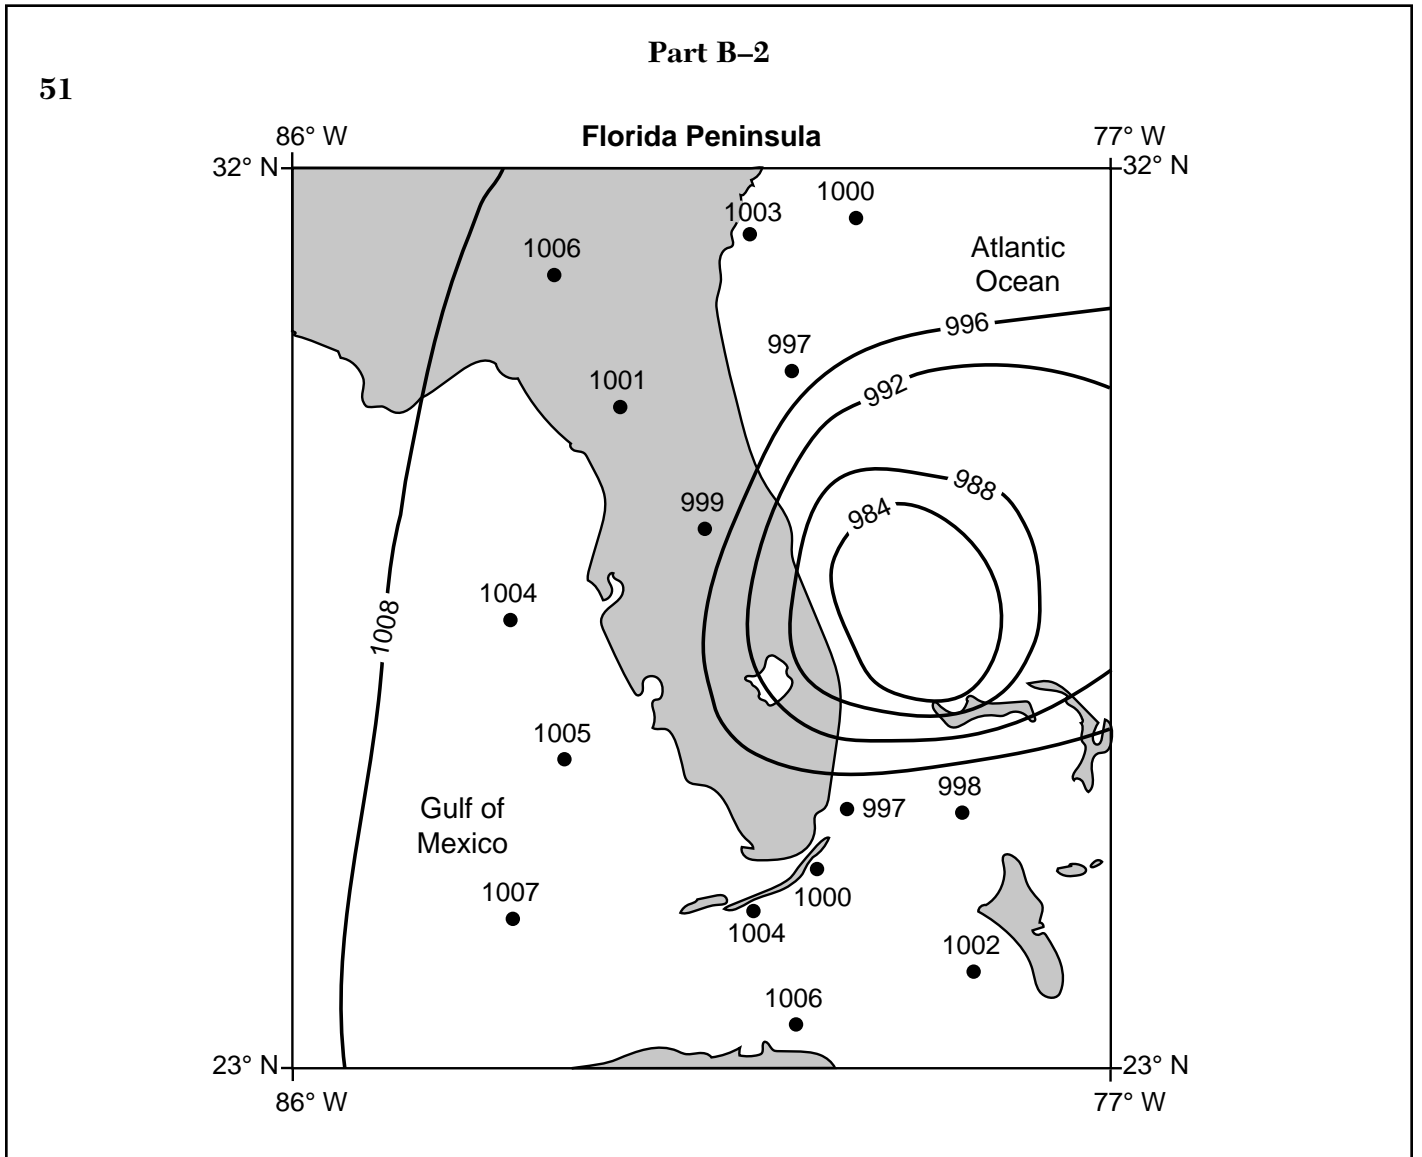 Part B–2
51
86° W
Florida Peninsula
77° W
32° N
32° N
1000
1003
1006
Atlantic
Ocean
996
997
992
1001
988
999
984
1004
1008
1005
998
Gulf of
Mexico
997
1007
1000
1004
1002
1006
23° N
23° N
86° W
77° W